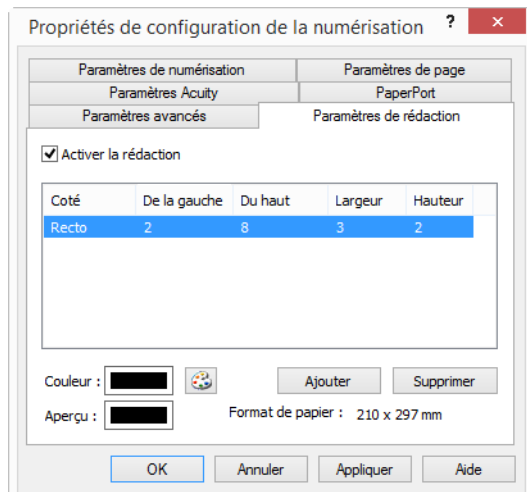 Propriétés de configuration de la numérisation ? ×
Paramètres de numérisation Paramètres de page
Paramètres Acuity PaperPort
Paramètres avancés Paramètres de rédaction
Activer la rédaction
Coté De la gauche Du haut Largeur Hauteur
Recto 2 8 3 2
Couleur : Ajouter Supprimer
Aperçu : Format de papier : 210 x 297 mm
OK Annuler Appliquer Aide